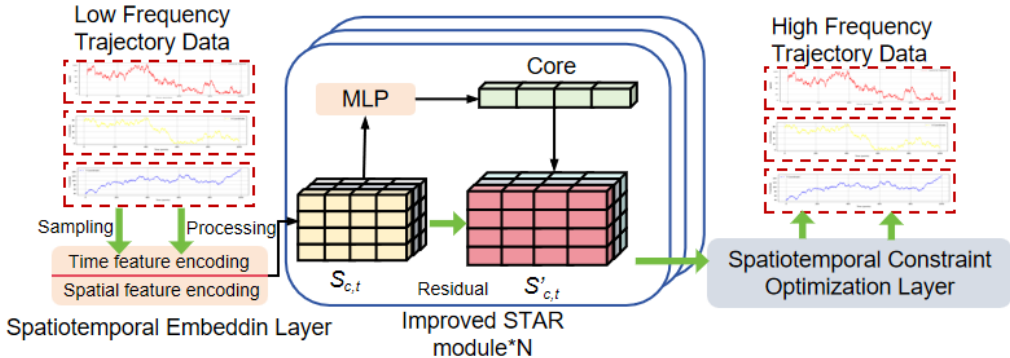 Low Frequency
Trajectory Data
Sampling
Processing
Time feature encoding
Spatial feature encoding
Spatiotemporal Embeddin Layer
MLP
Core
S_{c,t}
Residual
S'_{c,t}
Improved STAR
module*N
High Frequency
Trajectory Data
Spatiotemporal Constraint
Optimization Layer